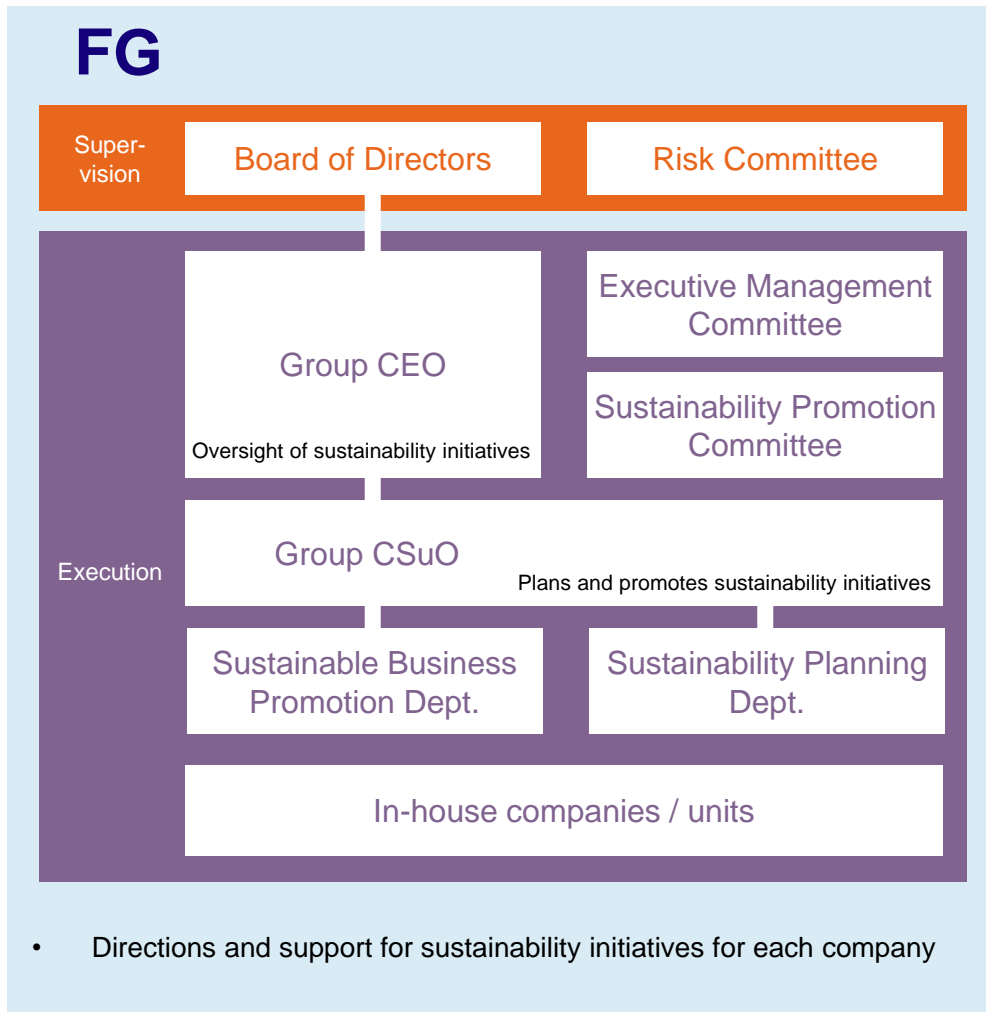 FG
Super-
vision
Board of Directors
Risk Committee
Execution
Group CEO
Oversight of sustainability initiatives
Executive Management
Committee
Sustainability Promotion
Committee
Group CSuO
Plans and promotes sustainability initiatives
Sustainable Business
Promotion Dept.
Sustainability Planning
Dept.
In-house companies / units
• Directions and support for sustainability initiatives for each company